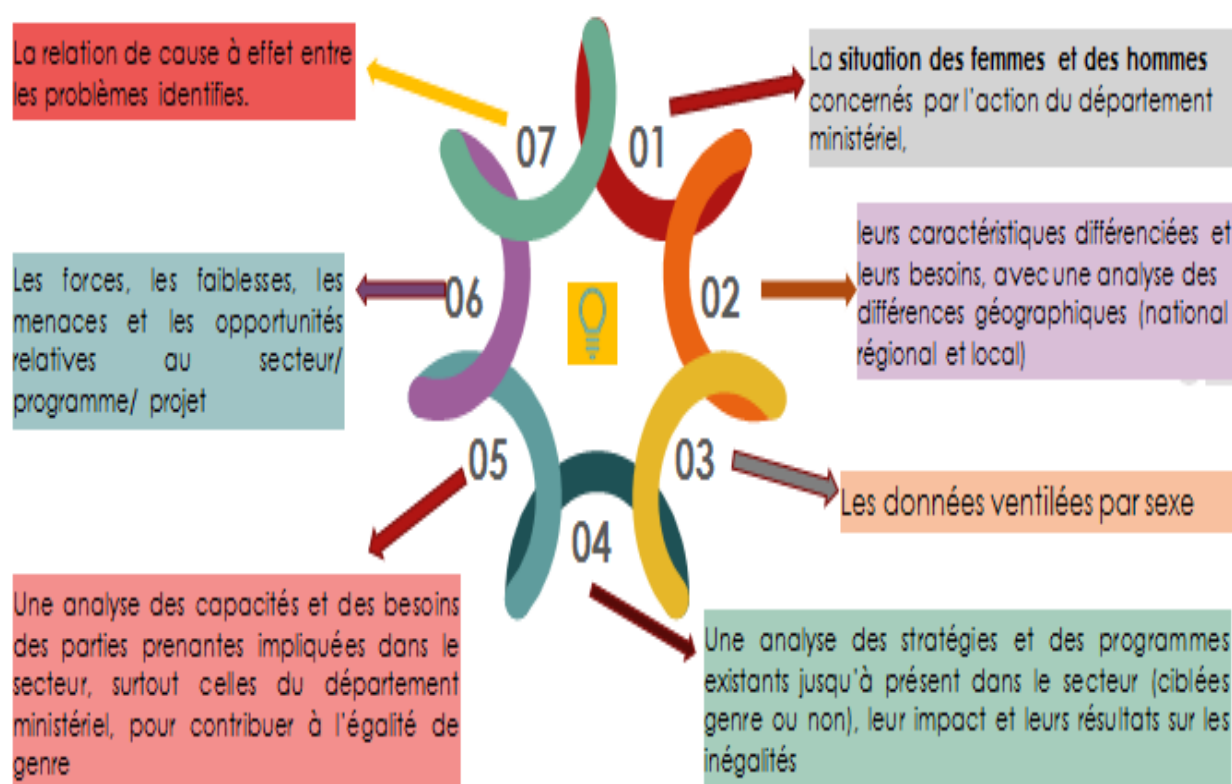 01
La situation des femmes et des hommes
concernés par l'action du département
ministériel,
02
leurs caractéristiques différenciées et
leurs besoins, avec une analyse des
différences géographiques (national
régional et local)
03
Les données ventilées par sexe
04
Une analyse des stratégies et des programmes
existants jusqu'à présent dans le secteur (ciblées
genre ou non), leur impact et leurs résultats sur les
inégalités
05
Une analyse des capacités et des besoins
des parties prenantes impliquées dans le
secteur, surtout celles du département
ministériel, pour contribuer à l'égalité de
genre
06
Les forces, les faiblesses, les
menaces et les opportunités
relatives au secteur/
programme/ projet
07
La relation de cause à effet entre
les problèmes identifies.